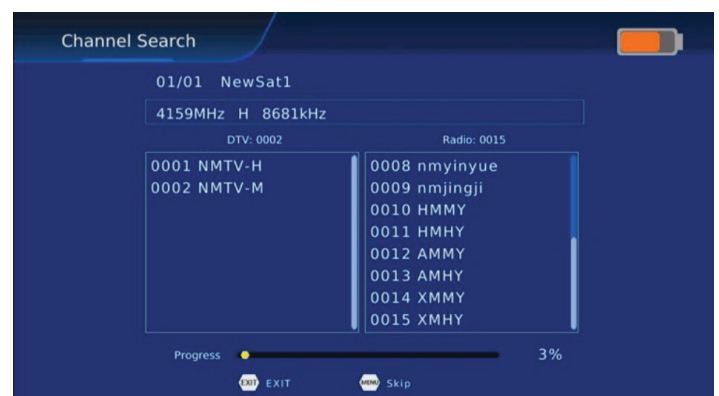 Channel Search
01/01 NewSat1
4159MHz H 8681kHz
DTV: 0002
Radio: 0015
0001 NMTV-H
0002 NMTV-M
0008 nmyinyue
0009 nmjingji
0010 HMMY
0011 HMHY
0012 AMMY
0013 AMHY
0014 XMMY
0015 XMHY
Progress
3%
EXIT EXIT
MENU Skip